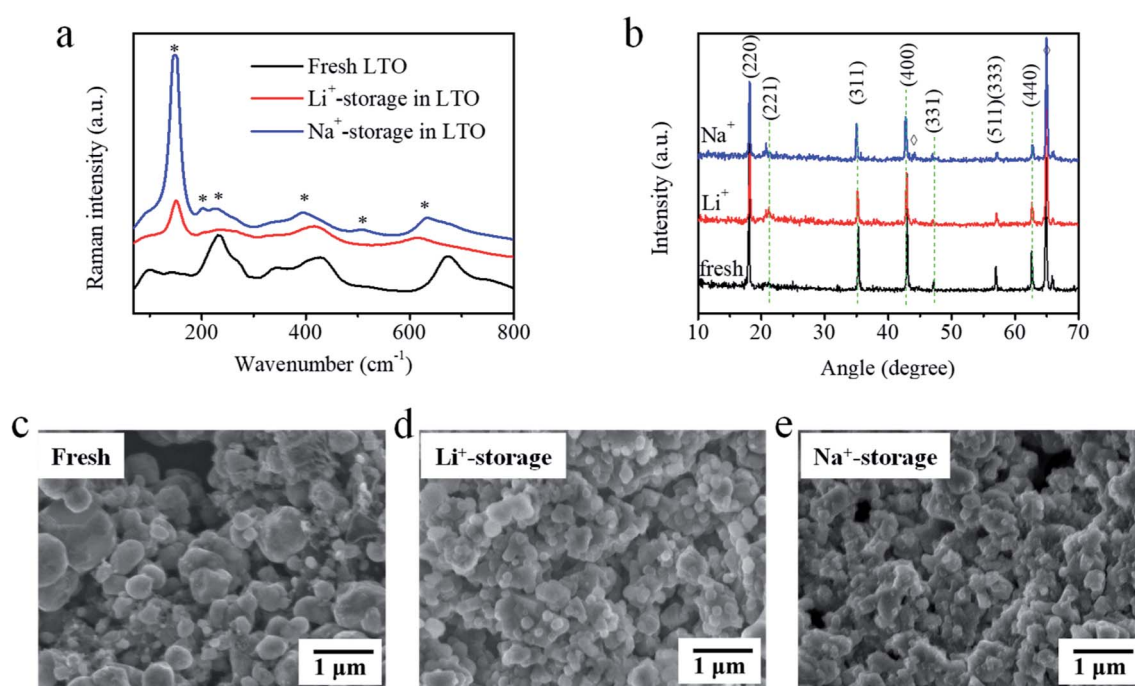 a
Raman intensity (a.u.)
* * * * * *
Fresh LTO
Li⁺-storage in LTO
Na⁺-storage in LTO
200 400 600 800
Wavenumber (cm⁻¹)
b
Intensity (a.u.)
(220)
(221)
(311)
(400)
(331)
(511)(333)
(440)
◊
◊
Na⁺
Li⁺
fresh
10 20 30 40 50 60 70
Angle (degree)
c
Fresh
1 µm
d
Li⁺-storage
1 µm
e
Na⁺-storage
1 µm